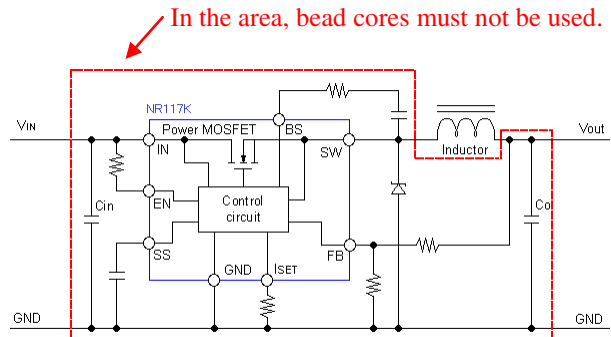 In the area, bead cores must not be used.
NR117K
VIN
Power MOSFET
BS
Vout
IN
SW
Inductor
EN
Cin
Control
circuit
Co
SS
FB
GND
ISET
GND
GND